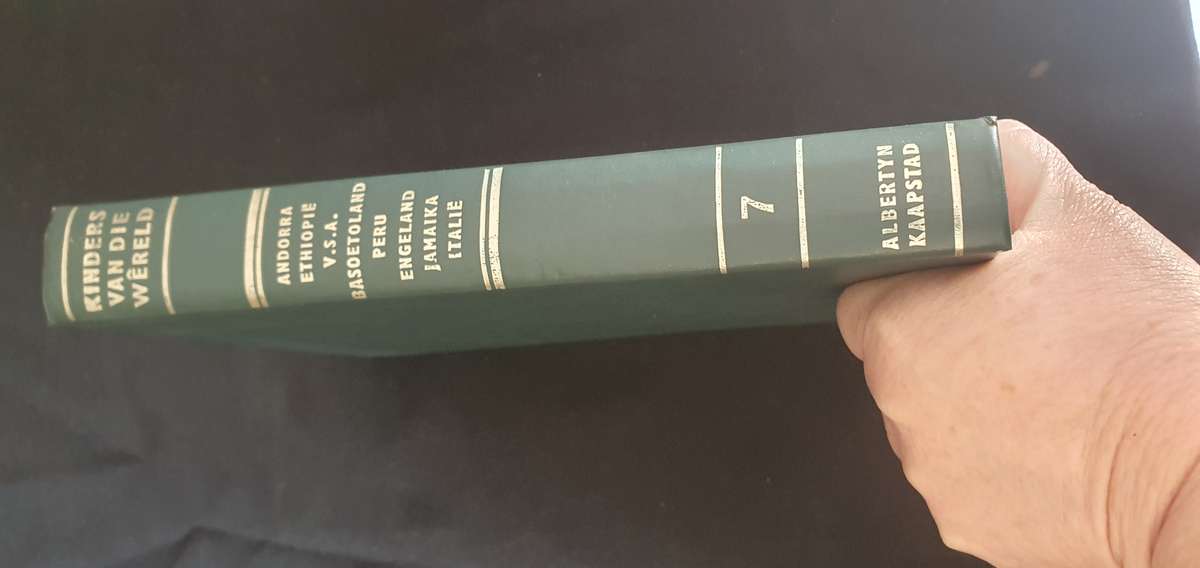 KINDERS
VAN DIE
WÊRELD
ANDORRA
ETHIOPIË
V.S.A.
BASOETOLAND
PERU
ENGELAND
JAMAIKA
ITALIË
7
ALBERTYN
KAAPSTAD